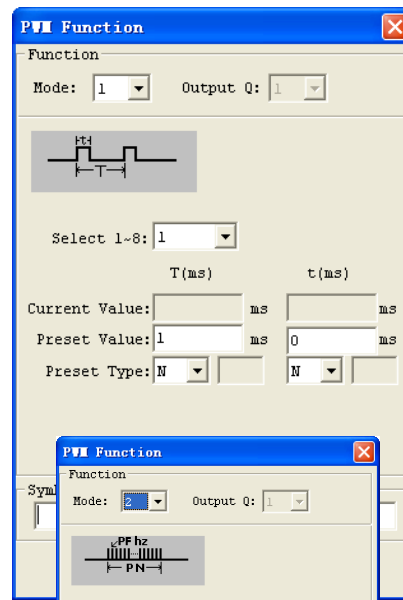 PWM Function
Function
Mode: 1 Output Q: 1
t
T
Select 1~8: 1
T(ms) t(ms)
Current Value: ms ms
Preset Value: 1 ms 0 ms
Preset Type: N N
PWM Function
Function
Mode: 2 Output Q: 1
PF hz
PN